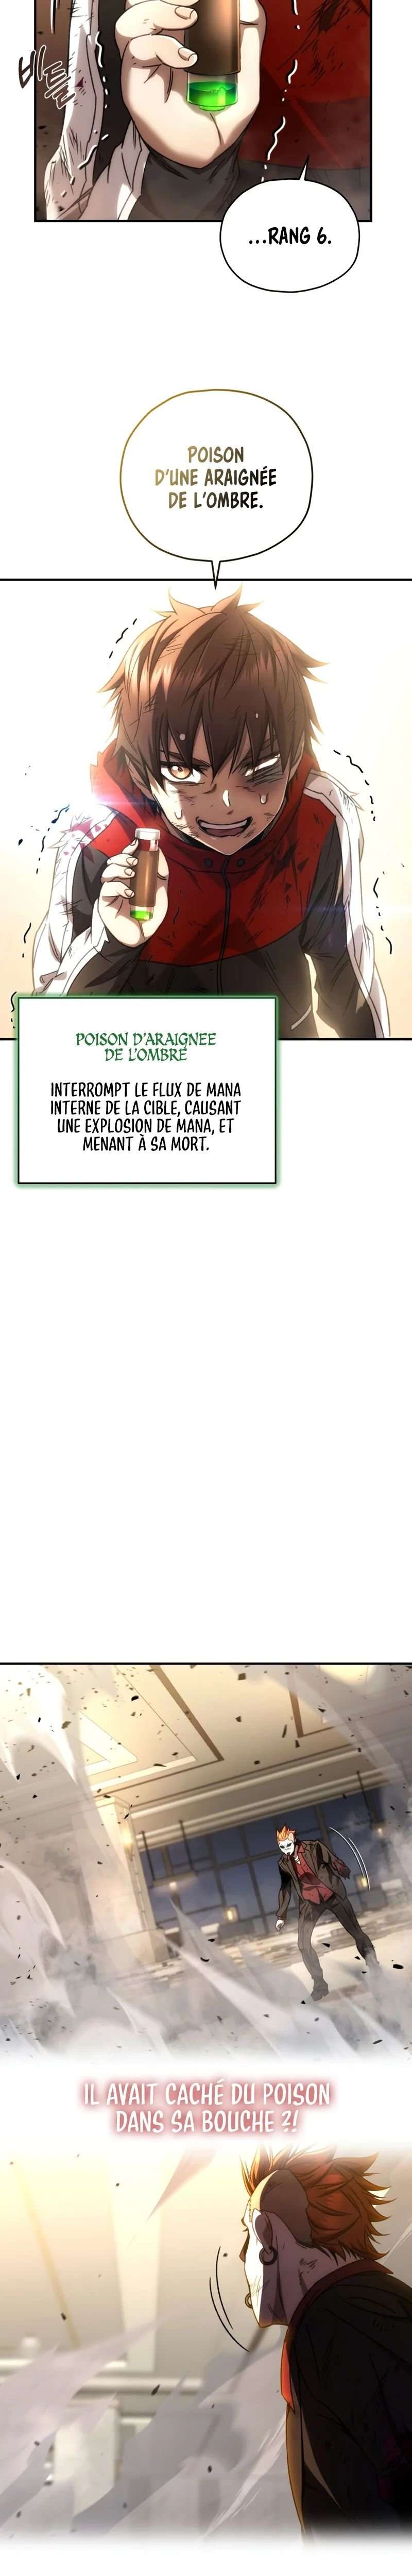 비틀
...RANG 6.
POISON
D'UNE ARAIGNÉE
DE L'OMBRE.
POISON D'ARAIGNEE
DE L'OMBRE
INTERROMPT LE FLUX DE MANA
INTERNE DE LA CIBLE, CAUSANT
UNE EXPLOSION DE MANA, ET
MENANT À SA MORT.
IL AVAIT CACHÉ DU POISON
DANS SA BOUCHE ?!